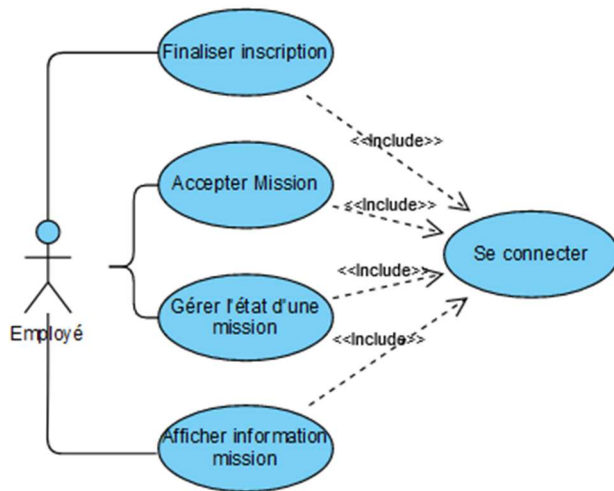 Finaliser inscription
<<Include>>
Accepter Mission
<<Include>>
Se connecter
<<Include>>
Gérer l'état d'une
mission
Employé
<<Include>>
Afficher information
mission